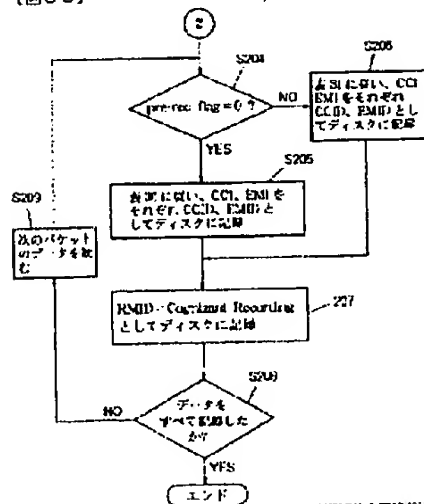 2
S204
pre-rec flag=0 ?
NO
S206
表31に従い、CCI
EMIをそれぞれ
CCID、EMIDとし
てディスクに記録
YES
S205
に従い、CCI、EMIを
それぞれ、CCID、EMIDと
してディスクに記録
S209
次のパケット
のデータを読
む
RMID=Cognizant Recording
としてディスクに記録
207
S208
NO
データを
すべて記録した
か?
YES
エンド